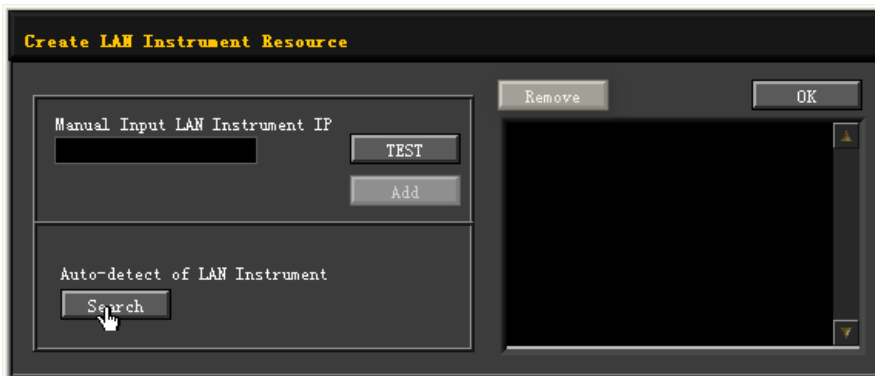 Create LAN Instrument Resource
Remove
OK
Manual Input LAN Instrument IP
TEST
Add
Auto-detect of LAN Instrument
Search